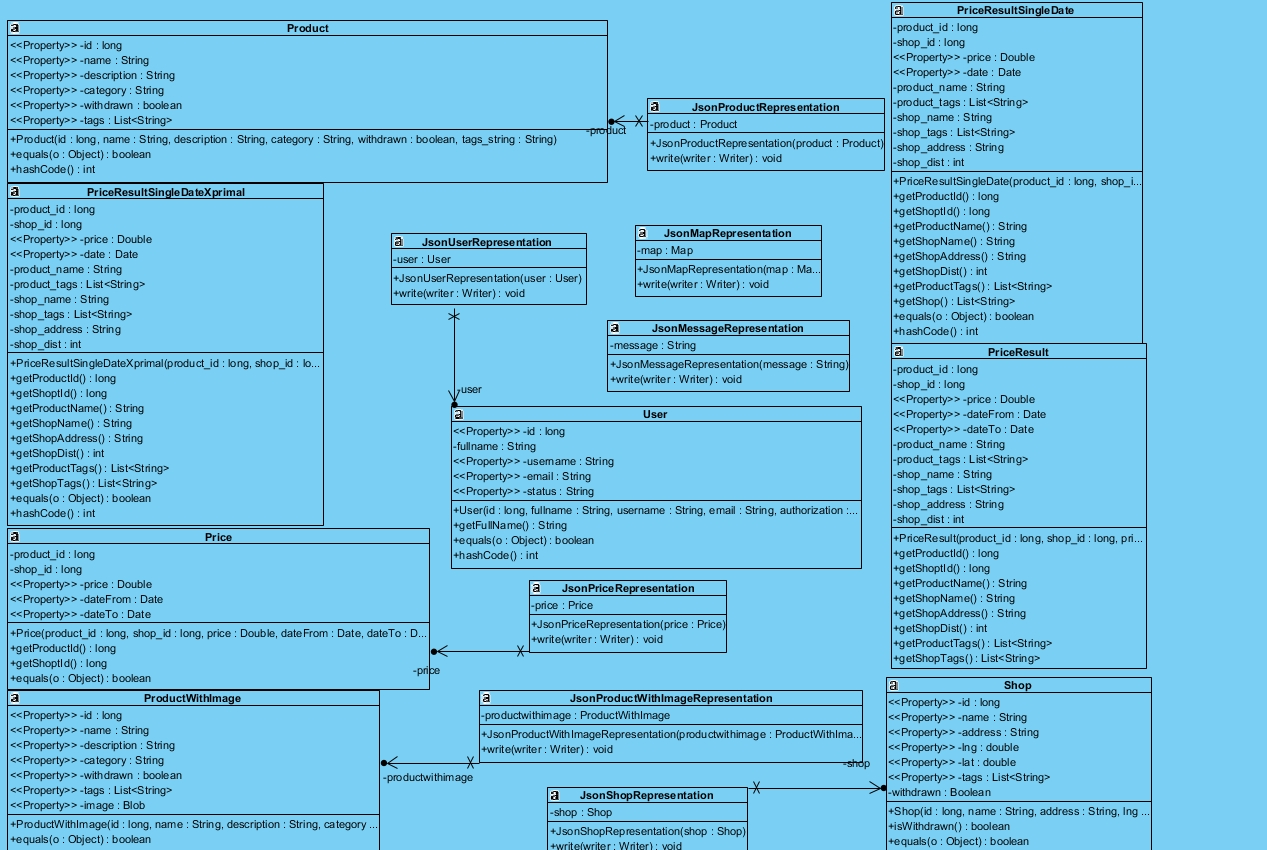 Product
<<Property>> -id : long
<<Property>> -name : String
<<Property>> -description : String
<<Property>> -category : String
<<Property>> -withdrawn : boolean
<<Property>> -tags : List<String>
+Product(id : long, name : String, description : String, category : String, withdrawn : boolean, tags_string : String)
+equals(o : Object) : boolean
+hashCode() : int
-product
JsonProductRepresentation
-product : Product
+JsonProductRepresentation(product : Product)
+write(writer : Writer) : void
PriceResultSingleDate
-product_id : long
-shop_id : long
<<Property>> -price : Double
<<Property>> -date : Date
-product_name : String
-product_tags : List<String>
-shop_name : String
-shop_tags : List<String>
-shop_address : String
-shop_dist : int
+PriceResultSingleDate(product_id : long, shop_i...
+getProductId() : long
+getShoptId() : long
+getProductName() : String
+getShopName() : String
+getShopAddress() : String
+getShopDist() : int
+getProductTags() : List<String>
+getShop() : List<String>
+equals(o : Object) : boolean
+hashCode() : int
PriceResultSingleDateXprimal
-product_id : long
-shop_id : long
<<Property>> -price : Double
<<Property>> -date : Date
-product_name : String
-product_tags : List<String>
-shop_name : String
-shop_tags : List<String>
-shop_address : String
-shop_dist : int
+PriceResultSingleDateXprimal(product_id : long, shop_id : lo...
+getProductId() : long
+getShoptId() : long
+getProductName() : String
+getShopName() : String
+getShopAddress() : String
+getShopDist() : int
+getProductTags() : List<String>
+getShopTags() : List<String>
+equals(o : Object) : boolean
+hashCode() : int
JsonUserRepresentation
-user : User
+JsonUserRepresentation(user : User)
+write(writer : Writer) : void
-user
JsonMapRepresentation
-map : Map
+JsonMapRepresentation(map : Ma...
+write(writer : Writer) : void
JsonMessageRepresentation
-message : String
+JsonMessageRepresentation(message : String)
+write(writer : Writer) : void
User
<<Property>> -id : long
-fullname : String
<<Property>> -username : String
<<Property>> -email : String
<<Property>> -status : String
+User(id : long, fullname : String, username : String, email : String, authorization :...
+getFullName() : String
+equals(o : Object) : boolean
+hashCode() : int
PriceResult
-product_id : long
-shop_id : long
<<Property>> -price : Double
<<Property>> -dateFrom : Date
<<Property>> -dateTo : Date
-product_name : String
-product_tags : List<String>
-shop_name : String
-shop_tags : List<String>
-shop_address : String
-shop_dist : int
+PriceResult(product_id : long, shop_id : long, pri...
+getProductId() : long
+getShoptId() : long
+getProductName() : String
+getShopName() : String
+getShopAddress() : String
+getShopDist() : int
+getProductTags() : List<String>
+getShopTags() : List<String>
Price
-product_id : long
-shop_id : long
<<Property>> -price : Double
<<Property>> -dateFrom : Date
<<Property>> -dateTo : Date
+Price(product_id : long, shop_id : long, price : Double, dateFrom : Date, dateTo : D...
+getProductId() : long
+getShoptId() : long
+equals(o : Object) : boolean
-price
JsonPriceRepresentation
-price : Price
+JsonPriceRepresentation(price : Price)
+write(writer : Writer) : void
ProductWithImage
<<Property>> -id : long
<<Property>> -name : String
<<Property>> -description : String
<<Property>> -category : String
<<Property>> -withdrawn : boolean
<<Property>> -tags : List<String>
<<Property>> -image : Blob
+ProductWithImage(id : long, name : String, description : String, category ...
+equals(o : Object) : boolean
-productwithimage
JsonProductWithImageRepresentation
-productwithimage : ProductWithImage
+JsonProductWithImageRepresentation(productwithimage : ProductWithIma...
+write(writer : Writer) : void
-shop
JsonShopRepresentation
-shop : Shop
+JsonShopRepresentation(shop : Shop)
+write(writer : Writer) : void
Shop
<<Property>> -id : long
<<Property>> -name : String
<<Property>> -address : String
<<Property>> -lng : double
<<Property>> -lat : double
<<Property>> -tags : List<String>
-withdrawn : Boolean
+Shop(id : long, name : String, address : String, lng ...
+isWithdrawn() : boolean
+equals(o : Object) : boolean